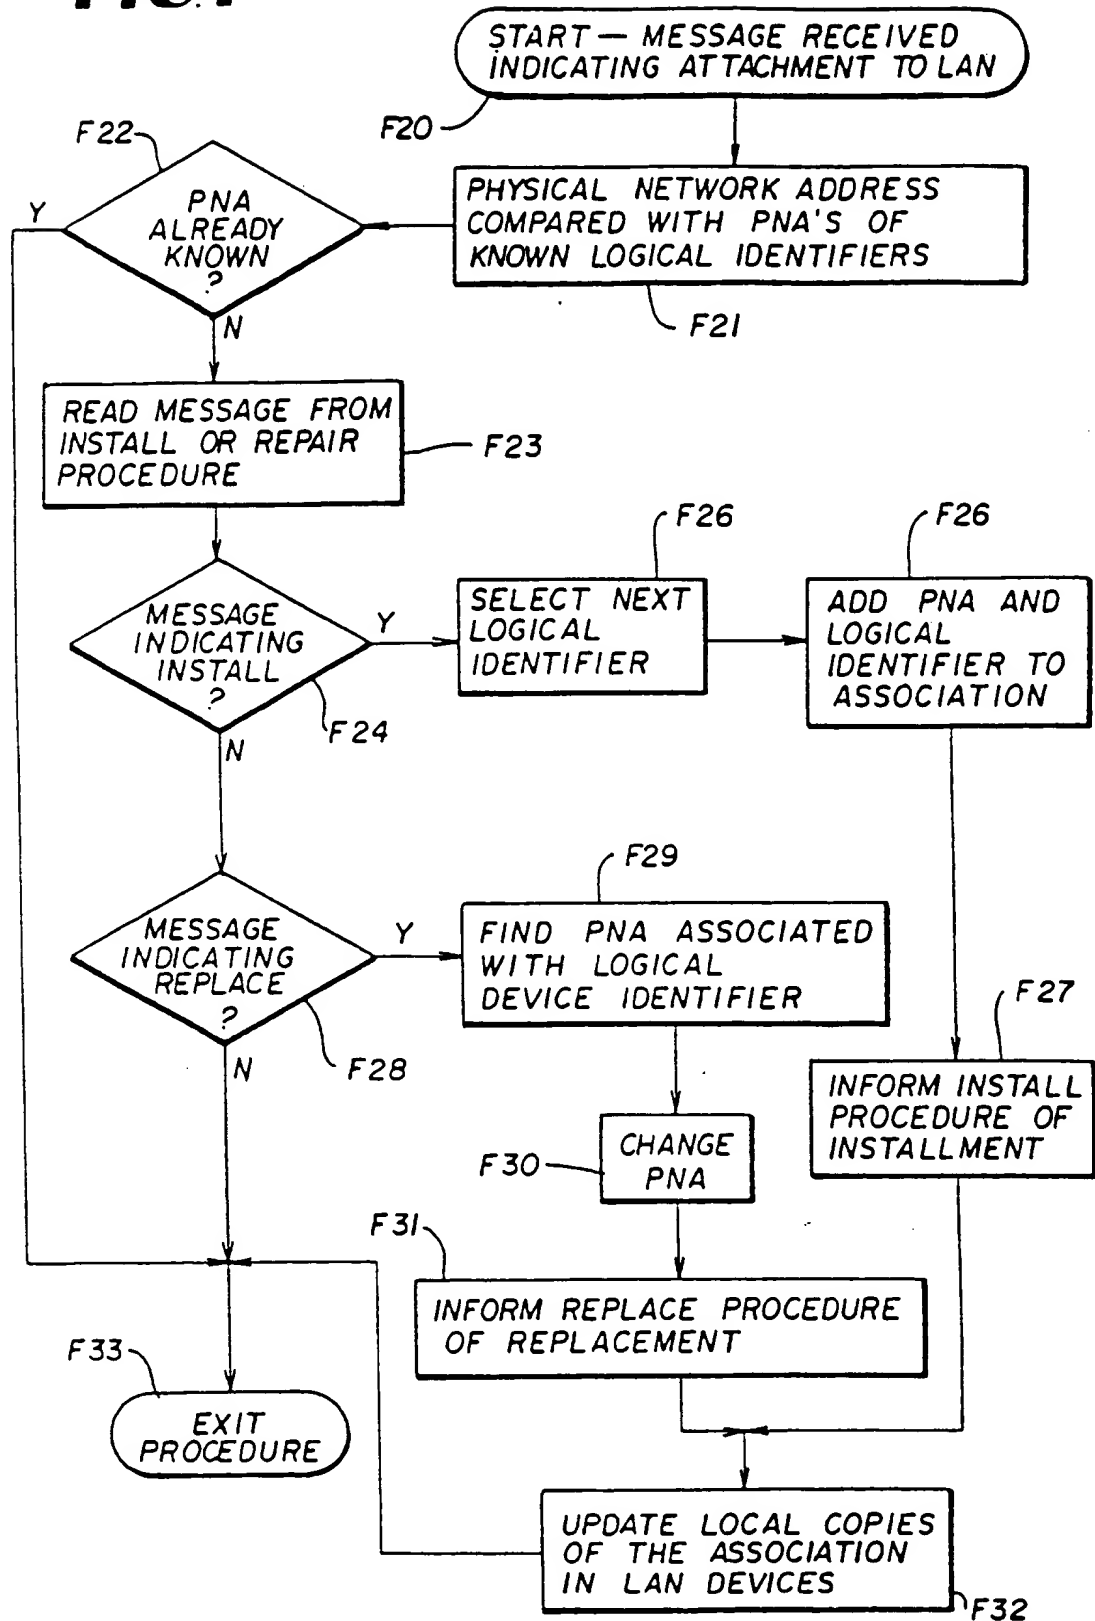 START — MESSAGE RECEIVED
INDICATING ATTACHMENT TO LAN
F20
F22
PNA
ALREADY
KNOWN
?
Y
N
PHYSICAL NETWORK ADDRESS
COMPARED WITH PNA'S OF
KNOWN LOGICAL IDENTIFIERS
F21
READ MESSAGE FROM
INSTALL OR REPAIR
PROCEDURE
F23
MESSAGE
INDICATING
INSTALL
?
Y
N
F24
F26
SELECT NEXT
LOGICAL
IDENTIFIER
F26
ADD PNA AND
LOGICAL
IDENTIFIER TO
ASSOCIATION
MESSAGE
INDICATING
REPLACE
?
Y
N
F28
F29
FIND PNA ASSOCIATED
WITH LOGICAL
DEVICE IDENTIFIER
F27
INFORM INSTALL
PROCEDURE OF
INSTALLMENT
F30
CHANGE
PNA
F31
INFORM REPLACE PROCEDURE
OF REPLACEMENT
F33
EXIT
PROCEDURE
UPDATE LOCAL COPIES
OF THE ASSOCIATION
IN LAN DEVICES
F32